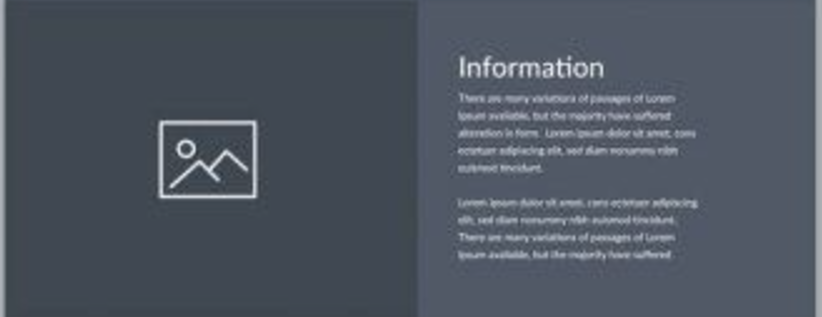 Information
There are many variations of passages of Lorem
Ipsum available, but the majority have suffered
alteration in form. Lorem ipsum dolor sit amet, cons
ectetuer adipiscing elit, sed diam nonummy nibh
euismod tincidunt.
Lorem ipsum dolor sit amet, cons ectetuer adipiscing
elit, sed diam nonummy nibh euismod tincidunt.
There are many variations of passages of Lorem
Ipsum available, but the majority have suffered